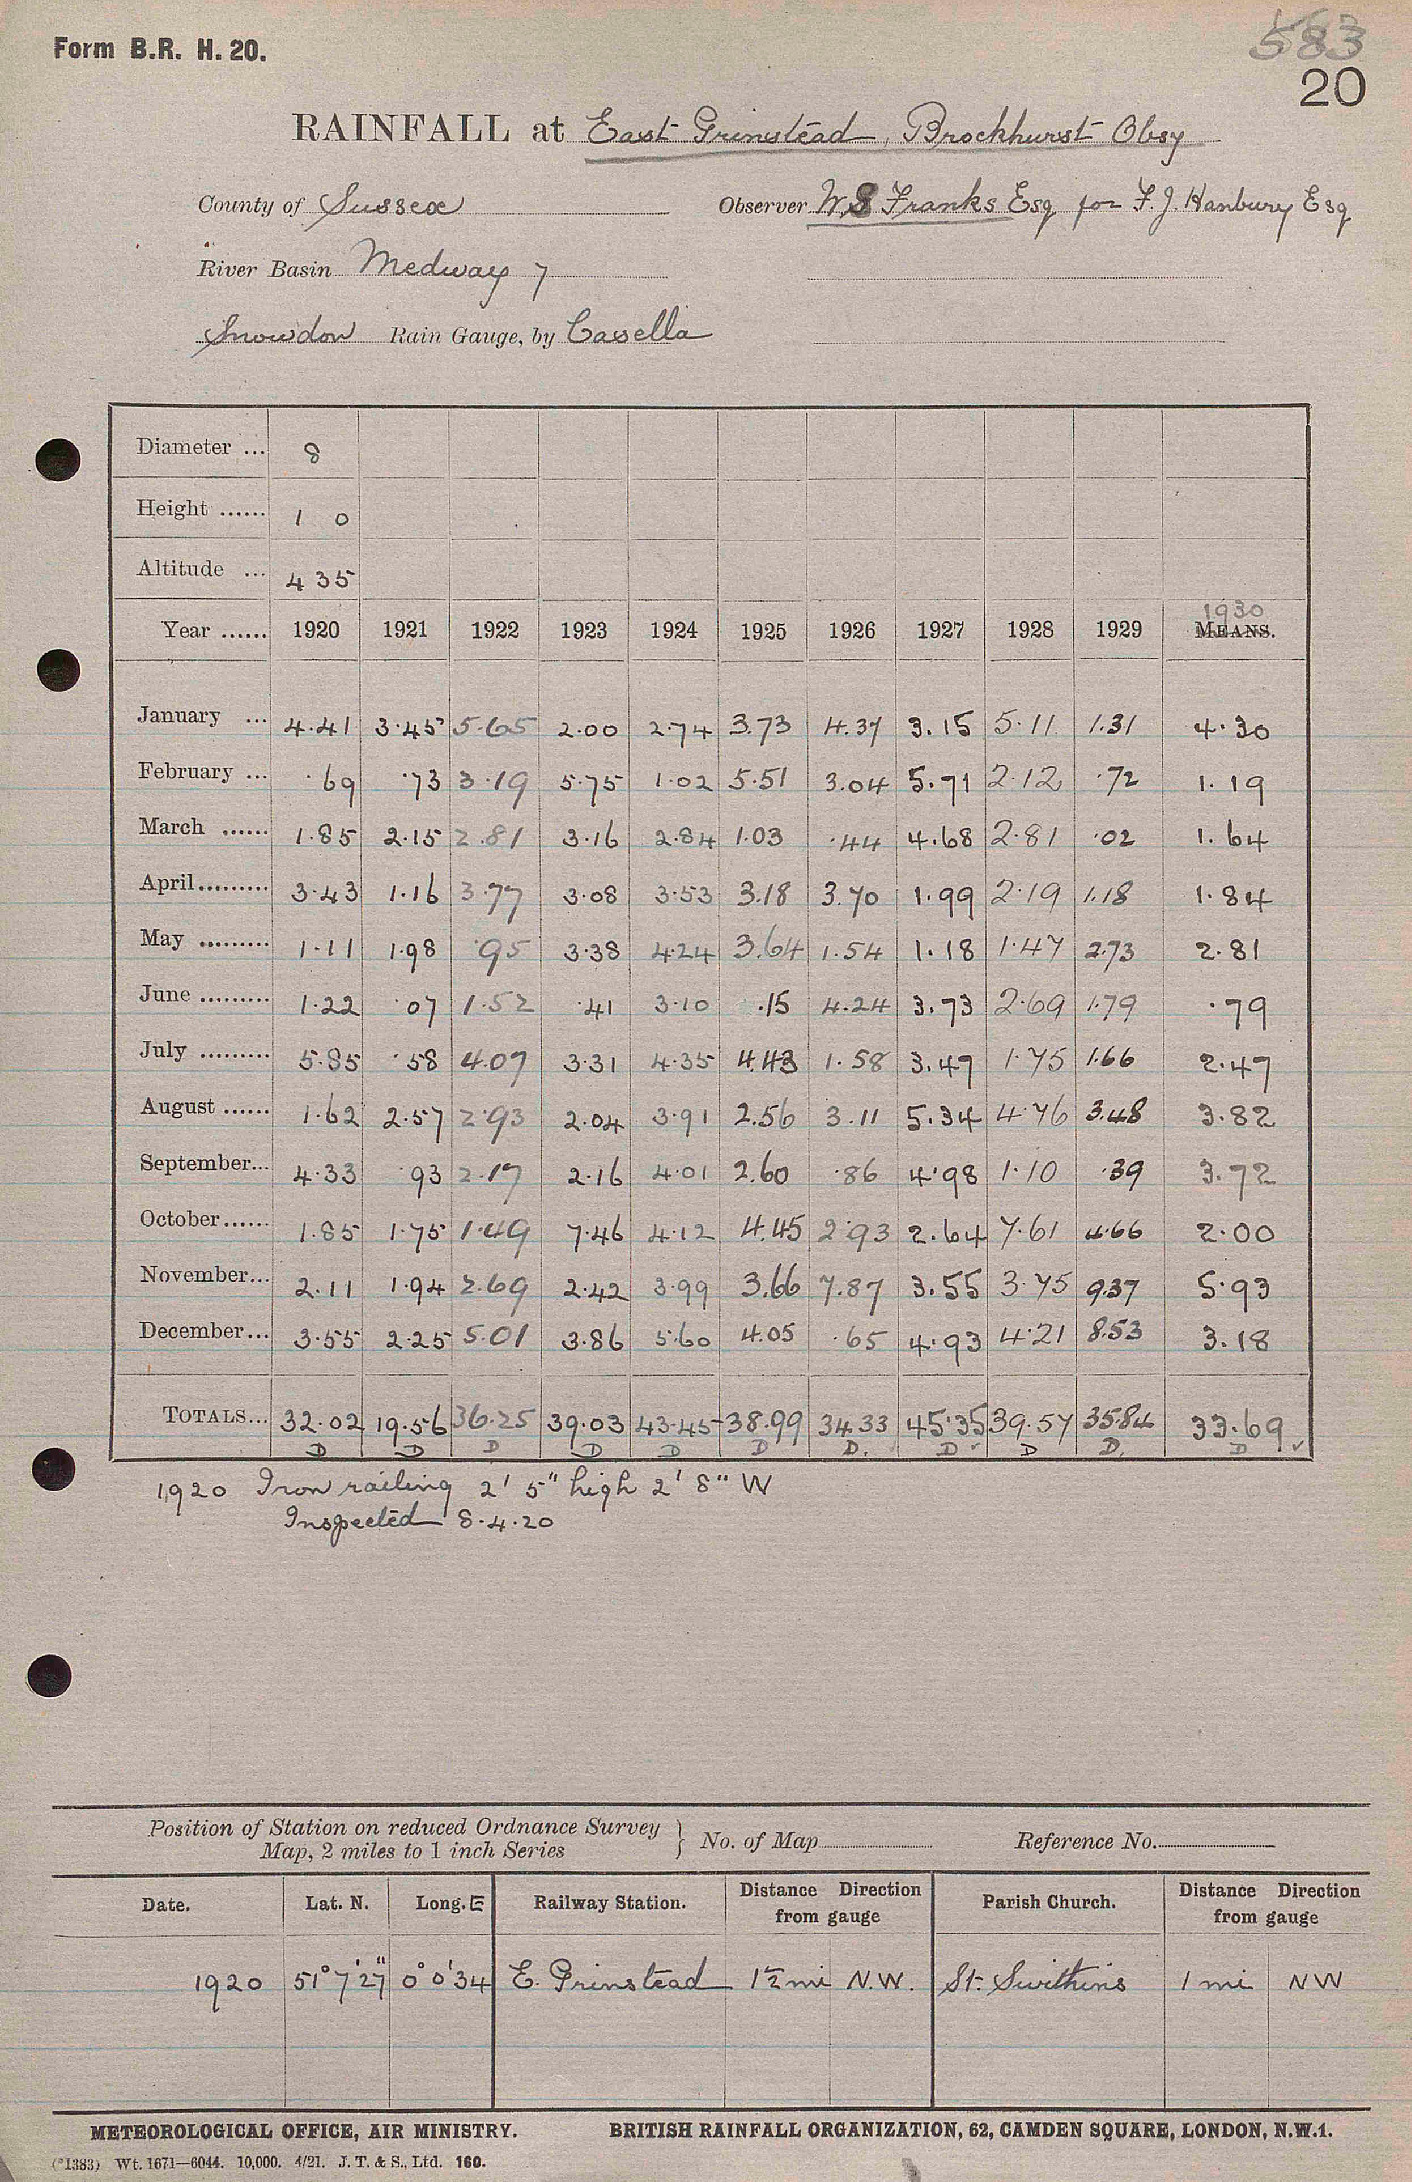 Form B.R. H. 20.
583
20
RAINFALL at East Grinstead, Brockhurst Obsy
County of Sussex Observer W.S Franks Esq for F. J. Hanbury Esq
River Basin Medway 7
Snowdon Rain Gauge, by Casella
Diameter ... 8
Height ...... 1 0
Altitude ... 435
1930
Year ...... 1920 1921 1922 1923 1924 1925 1926 1927 1928 1929 MEANS.
January ... 4.41 3.45 5.65 2.00 2.74 3.73 4.37 3.15 5.11 1.31 4.30
February ... .69 .73 3.19 5.75 1.02 5.51 3.04 5.71 2.12 .72 1.19
March ...... 1.85 2.15 2.81 3.16 2.84 1.03 .44 4.68 2.81 .02 1.64
April......... 3.43 1.16 3.77 3.08 3.53 3.18 3.70 1.99 2.19 1.18 1.84
May ......... 1.11 1.98 .95 3.38 4.24 3.64 1.54 1.18 1.47 2.73 2.81
June ......... 1.22 .07 1.52 .41 3.10 .15 4.24 3.73 2.69 1.79 .79
July ......... 5.85 .58 4.07 3.31 4.35 4.43 1.58 3.47 1.75 1.66 2.47
August ...... 1.62 2.57 2.93 2.04 3.91 2.56 3.11 5.34 4.76 3.48 3.82
September... 4.33 .93 2.17 2.16 4.01 2.60 .86 4.98 1.10 .39 3.72
October...... 1.85 1.75 1.49 7.46 4.12 4.45 2.93 2.64 7.61 4.66 2.00
November... 2.11 1.94 2.69 2.42 3.99 3.66 7.87 3.55 3.75 9.37 5.93
December... 3.55 2.25 5.01 3.86 5.60 4.05 .65 4.93 4.21 8.53 3.18
TOTALS... 32.02 19.56 36.25 39.03 43.45 38.99 34.33 45.35 39.57 35.84 33.69
D D D D D D D. D ✓ D D. D ✓
1920 Iron railing 2' 5" high 2' 8" W
Inspected 8.4.20
Position of Station on reduced Ordnance Survey
Map, 2 miles to 1 inch Series } No. of Map Reference No.
Date. Lat. N. Long. E Railway Station. Distance Direction from gauge Parish Church. Distance Direction from gauge
1920 51° 7' 27" 0° 0' 34 E. Grinstead 1½ mi N.W. St. Swithins 1 mi NW
METEOROLOGICAL OFFICE, AIR MINISTRY. BRITISH RAINFALL ORGANIZATION, 62, CAMDEN SQUARE, LONDON, N.W.1.
(*1383) Wt. 1671—6044. 10,000. 4/21. J. T. & S., Ltd. 160.